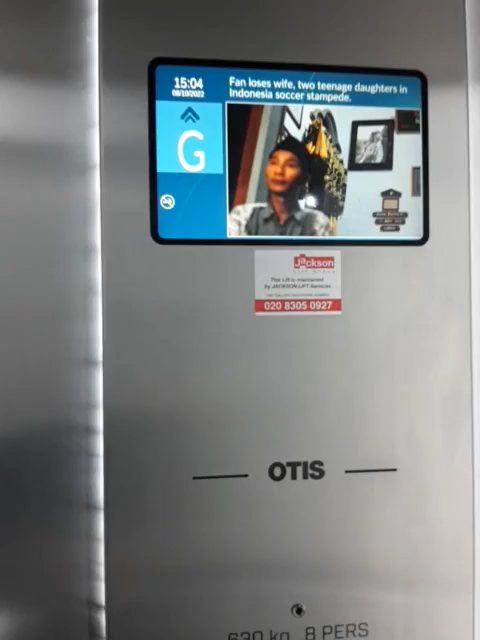 15:04
08/10/2022
Fan loses wife, two teenage daughters in
Indonesia soccer stampede.
G
Jackson
This Lift is maintained
by JACKSON LIFT Services
020 8305 0927
OTIS
630 kg 8 PERS